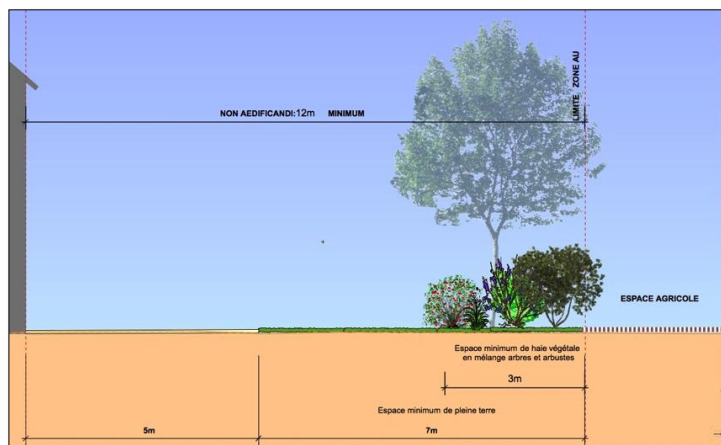 NON AEDIFICANDI:12m MINIMUM
LIMITE ZONE AU
ESPACE AGRICOLE
Espace minimum de haie végétale
en mélange arbres et arbustes
3m
Espace minimum de pleine terre
5m
7m